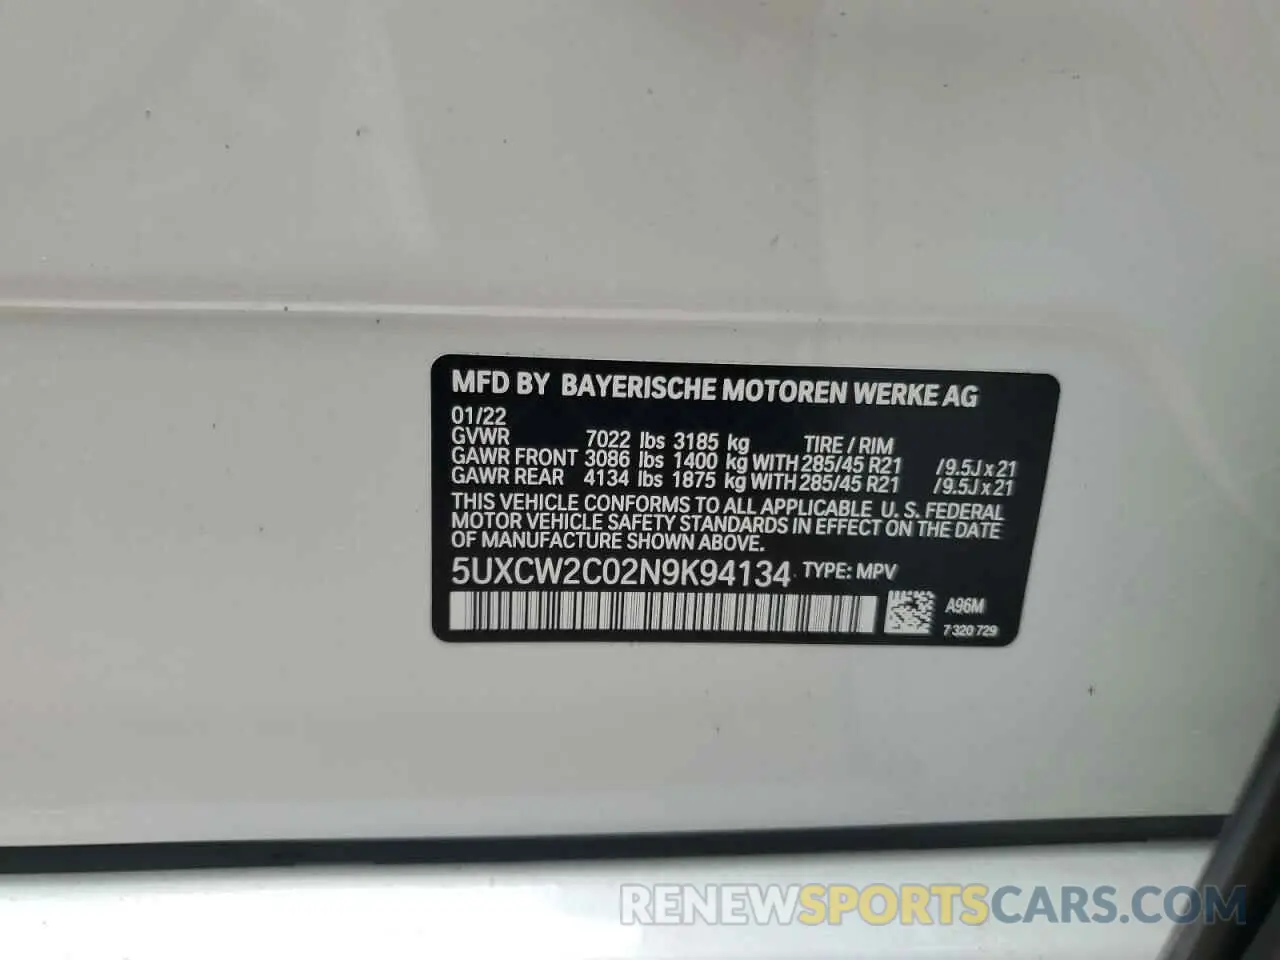 MFD BY BAYERISCHE MOTOREN WERKE AG
01/22
GVWR 7022 lbs 3185 kg TIRE / RIM
GAWR FRONT 3086 lbs 1400 kg WITH 285/45 R21 /9.5J x 21
GAWR REAR 4134 lbs 1875 kg WITH 285/45 R21 /9.5J x 21
THIS VEHICLE CONFORMS TO ALL APPLICABLE U. S. FEDERAL
MOTOR VEHICLE SAFETY STANDARDS IN EFFECT ON THE DATE
OF MANUFACTURE SHOWN ABOVE.
5UXCW2C02N9K94134 TYPE: MPV
A96M
7 320 729
RENEWSPORTSCARS.COM